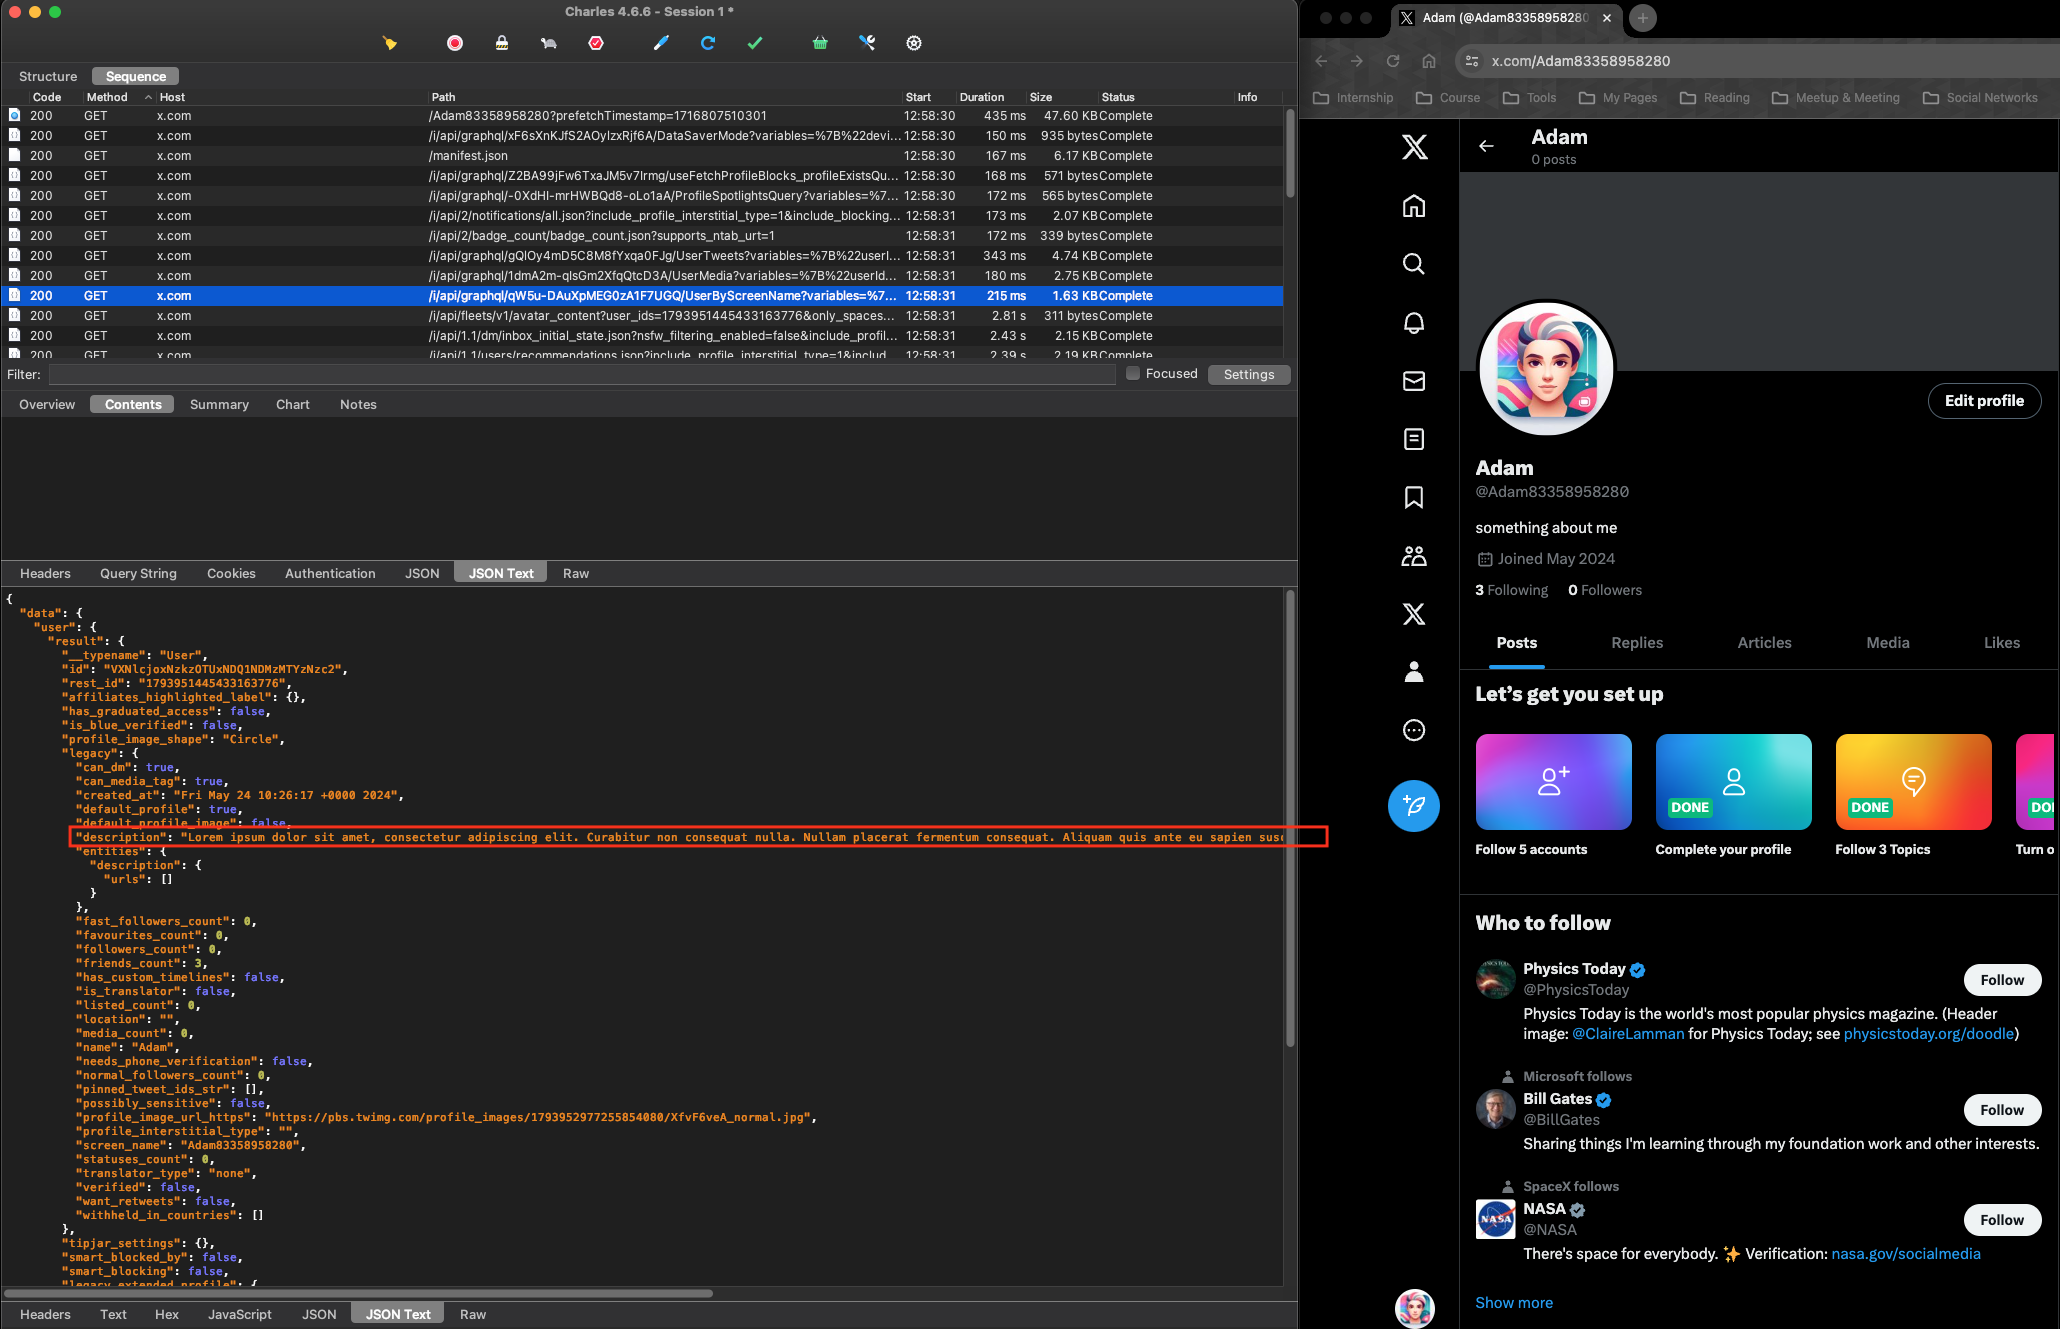 Charles 4.6.6 - Session 1 *
Structure Sequence
Code Method Host Path Start Duration Size Status Info
200 GET x.com /Adam83358958280?prefetchTimestamp=1716807510301 12:58:30 435 ms 47.60 KB Complete
200 GET x.com /i/api/graphql/xF6sXnKJfS2AOylzxRjf6A/DataSaverMode?variables=%7B%22devi... 12:58:30 150 ms 935 bytes Complete
200 GET x.com /manifest.json 12:58:30 167 ms 6.17 KB Complete
200 GET x.com /i/api/graphql/Z2BA99jFw6TxaJM5v7Irmg/useFetchProfileBlocks_profileExistsQu... 12:58:30 168 ms 571 bytes Complete
200 GET x.com /i/api/graphql/-0XdHI-mrHWBQd8-oLo1aA/ProfileSpotlightsQuery?variables=%7... 12:58:30 172 ms 565 bytes Complete
200 GET x.com /i/api/2/notifications/all.json?include_profile_interstitial_type=1&include_blocking... 12:58:31 173 ms 2.07 KB Complete
200 GET x.com /i/api/2/badge_count/badge_count.json?supports_ntab_urt=1 12:58:31 172 ms 339 bytes Complete
200 GET x.com /i/api/graphql/gQlOy4mD5C8M8fYxqa0FJg/UserTweets?variables=%7B%22userI... 12:58:31 343 ms 4.74 KB Complete
200 GET x.com /i/api/graphql/1dmA2m-qIsGm2XfqQtcD3A/UserMedia?variables=%7B%22userId... 12:58:31 180 ms 2.75 KB Complete
200 GET x.com /i/api/graphql/qW5u-DAuXpMEG0zA1F7UGQ/UserByScreenName?variables=%7... 12:58:31 215 ms 1.63 KB Complete
200 GET x.com /i/api/fleets/v1/avatar_content?user_ids=1793951445433163776&only_spaces... 12:58:31 2.81 s 311 bytes Complete
200 GET x.com /i/api/1.1/dm/inbox_initial_state.json?nsfw_filtering_enabled=false&include_profil... 12:58:31 2.43 s 2.15 KB Complete
200 GET x.com /i/api/1.1/users/recommendations.json?include_profile_interstitial_type=1&includ... 12:58:31 2.39 s 2.19 KB Complete
Filter: Focused Settings
Overview Contents Summary Chart Notes
Headers Query String Cookies Authentication JSON JSON Text Raw
{
"data": {
"user": {
"result": {
"__typename": "User",
"id": "VXNlcjoxNzkzOTUxNDQ1NDMzMTYzNzc2",
"rest_id": "1793951445433163776",
"affiliates_highlighted_label": {},
"has_graduated_access": false,
"is_blue_verified": false,
"profile_image_shape": "Circle",
"legacy": {
"can_dm": true,
"can_media_tag": true,
"created_at": "Fri May 24 10:26:17 +0000 2024",
"default_profile": true,
"default_profile_image": false,
"description": "Lorem ipsum dolor sit amet, consectetur adipiscing elit. Curabitur non consequat nulla. Nullam placerat fermentum consequat. Aliquam quis ante eu sapien susc
"entities": {
"description": {
"urls": []
}
},
"fast_followers_count": 0,
"favourites_count": 0,
"followers_count": 0,
"friends_count": 3,
"has_custom_timelines": false,
"is_translator": false,
"listed_count": 0,
"location": "",
"media_count": 0,
"name": "Adam",
"needs_phone_verification": false,
"normal_followers_count": 0,
"pinned_tweet_ids_str": [],
"possibly_sensitive": false,
"profile_image_url_https": "https://pbs.twimg.com/profile_images/1793952977255854080/XfvF6veA_normal.jpg",
"profile_interstitial_type": "",
"screen_name": "Adam83358958280",
"statuses_count": 0,
"translator_type": "none",
"verified": false,
"want_retweets": false,
"withheld_in_countries": []
},
"tipjar_settings": {},
"smart_blocked_by": false,
"smart_blocking": false,
"legacy_extended_profile": {
Headers Text Hex JavaScript JSON JSON Text Raw
Adam (@Adam83358958280
x.com/Adam83358958280
Internship Course Tools My Pages Reading Meetup & Meeting Social Networks
Adam
0 posts
Edit profile
Adam
@Adam83358958280
something about me
Joined May 2024
3 Following 0 Followers
Posts Replies Articles Media Likes
Let's get you set up
DONE DONE DO
Follow 5 accounts Complete your profile Follow 3 Topics Turn o
Who to follow
Physics Today
@PhysicsToday
Follow
Physics Today is the world's most popular physics magazine. (Header
image: @ClaireLamman for Physics Today; see physicstoday.org/doodle)
Microsoft follows
Bill Gates
@BillGates
Follow
Sharing things I'm learning through my foundation work and other interests.
SpaceX follows
NASA
NASA
@NASA
Follow
There's space for everybody. ✨ Verification: nasa.gov/socialmedia
Show more